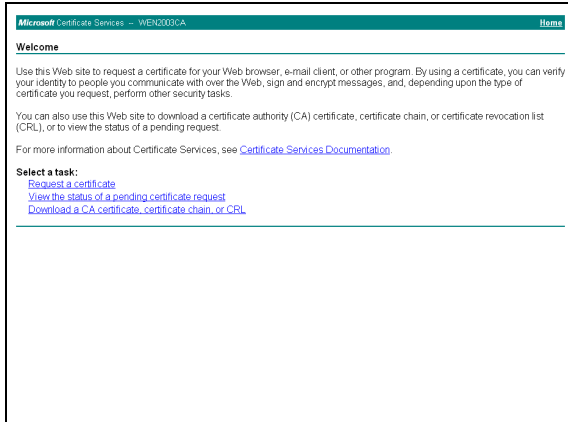 Microsoft Certificate Services -- WEN2003CA Home
Welcome
Use this Web site to request a certificate for your Web browser, e-mail client, or other program. By using a certificate, you can verify
your identity to people you communicate with over the Web, sign and encrypt messages, and, depending upon the type of
certificate you request, perform other security tasks.
You can also use this Web site to download a certificate authority (CA) certificate, certificate chain, or certificate revocation list
(CRL), or to view the status of a pending request.
For more information about Certificate Services, see Certificate Services Documentation.
Select a task:
Request a certificate
View the status of a pending certificate request
Download a CA certificate, certificate chain, or CRL